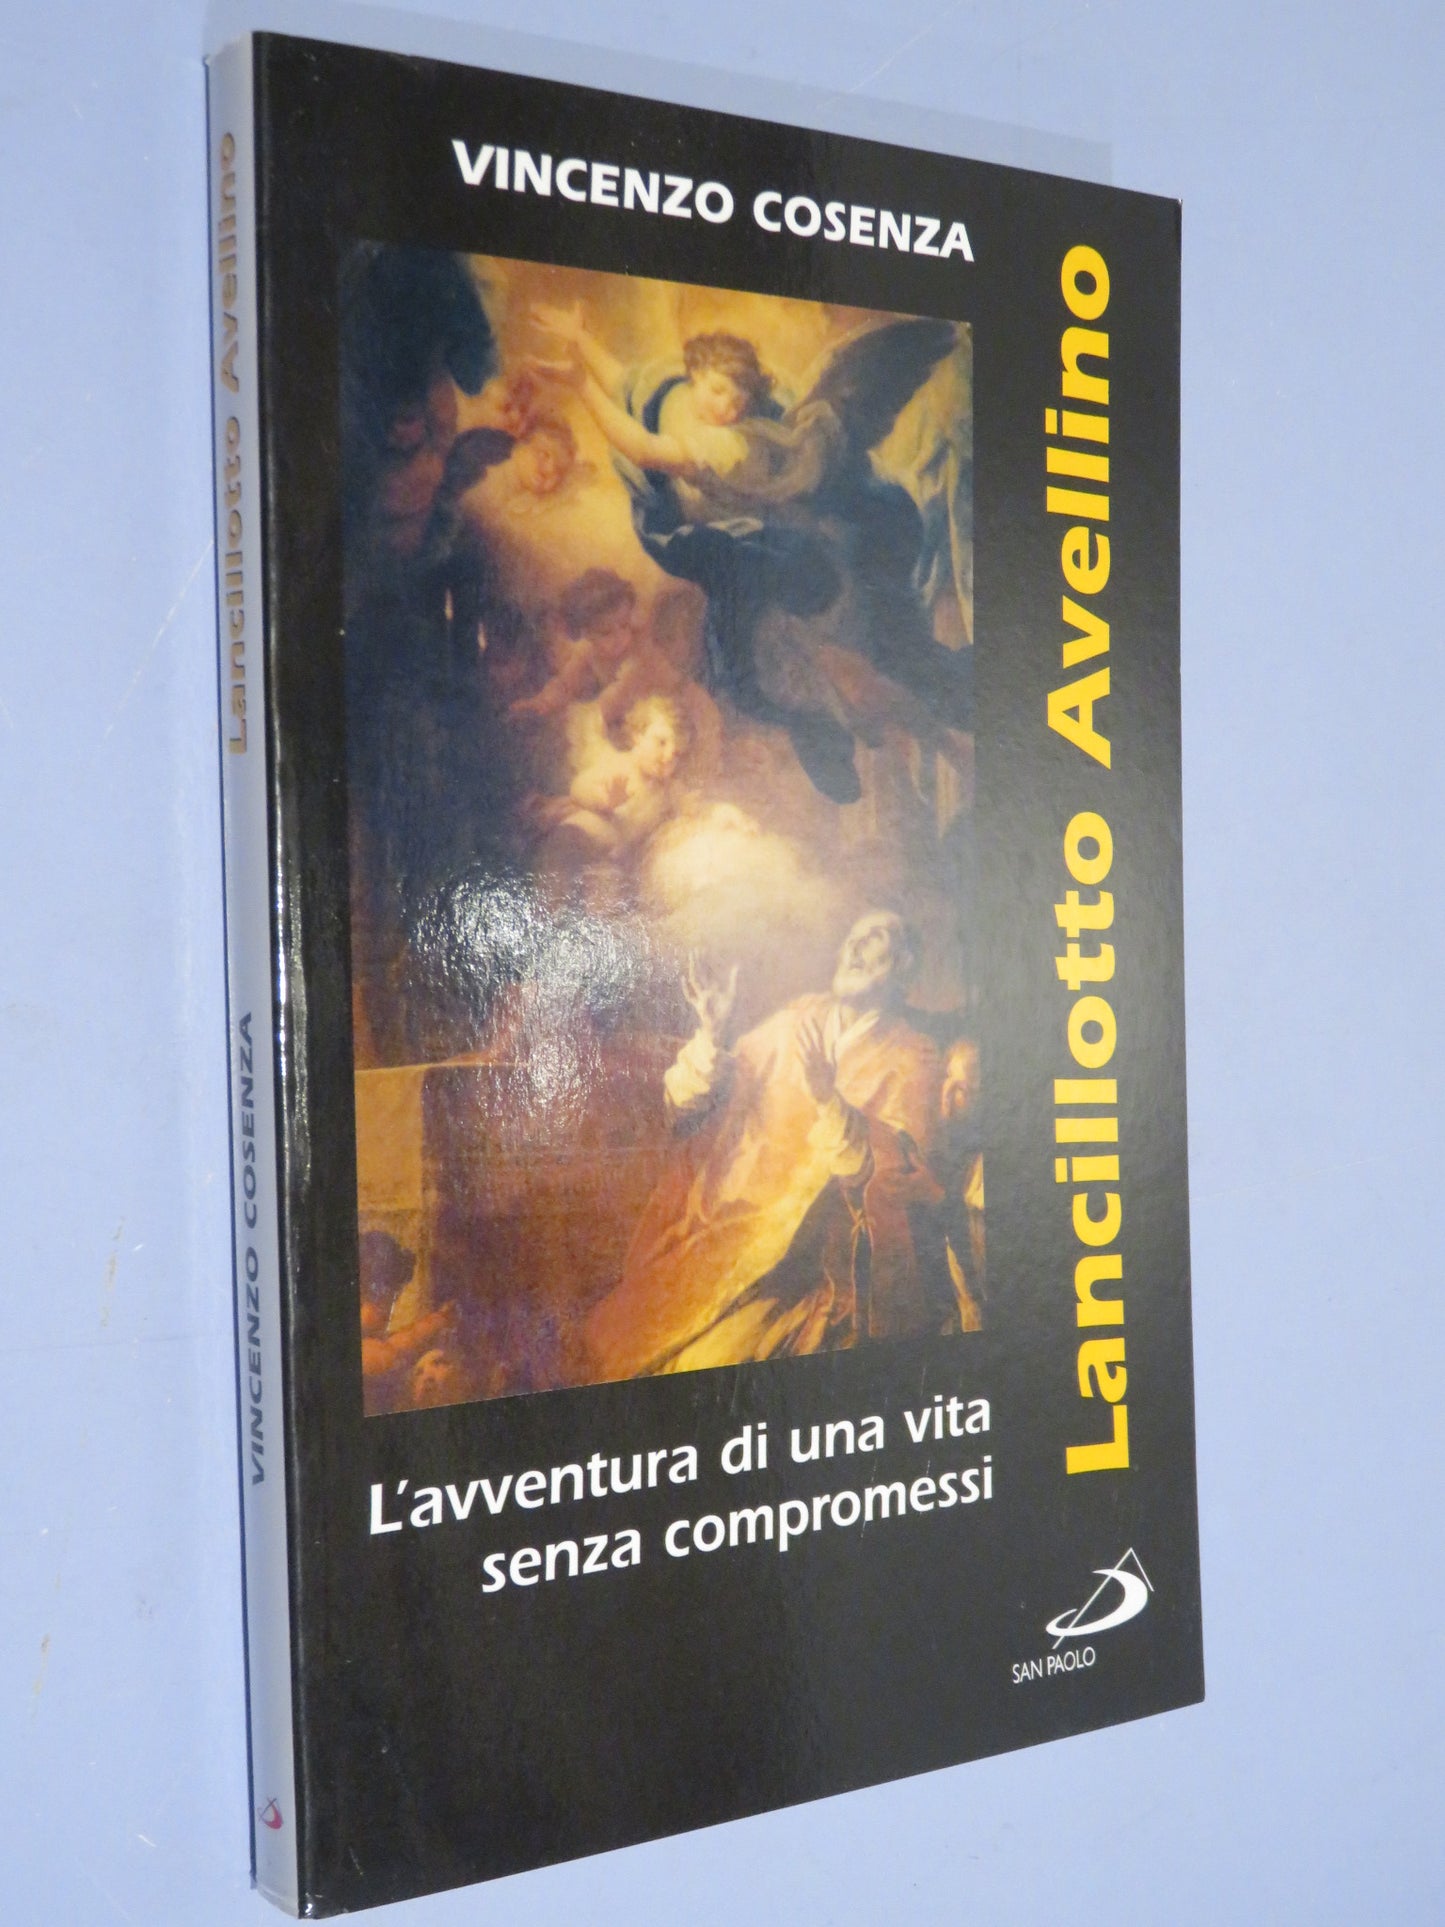 VINCENZO COSENZA
Lancillotto Avellino
L'avventura di una vita
senza compromessi
SAN PAOLO
Lancillotto Avellino
VINCENZO COSENZA